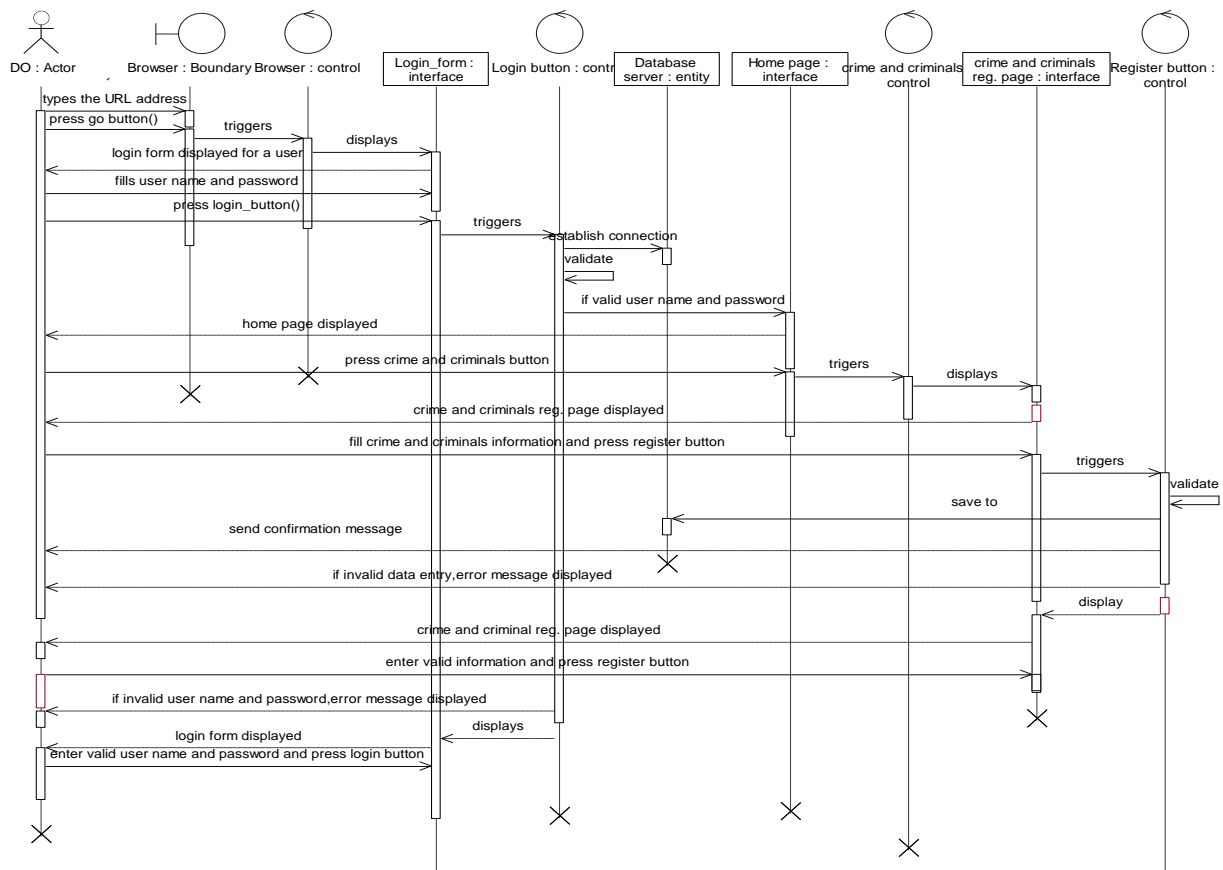 DO : Actor
Browser : Boundary
Browser : control
Login_form :
interface
Login button : contr
Database
server : entity
Home page :
interface
crime and criminals
control
crime and criminals
reg. page : interface
Register button :
control
types the URL address
press go button()
triggers
displays
login form displayed for a user
fills user name and password
press login_button()
triggers
establish connection
validate
if valid user name and password
home page displayed
press crime and criminals button
trigers
displays
crime and criminals reg. page displayed
fill crime and criminals information and press register button
triggers
validate
save to
send confirmation message
if invalid data entry,error message displayed
display
crime and criminal reg. page displayed
enter valid information and press register button
if invalid user name and password,error message displayed
displays
login form displayed
enter valid user name and password and press login button